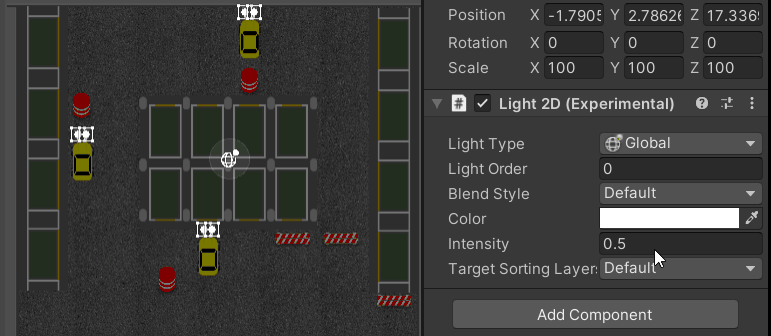 Position X -1.7905 Y 2.78626 Z 17.336
Rotation X 0 Y 0 Z 0
Scale X 100 Y 100 Z 100
# Light 2D (Experimental)
Light Type Global
Light Order 0
Blend Style Default
Color
Intensity 0.5
Target Sorting Layer: Default
Add Component